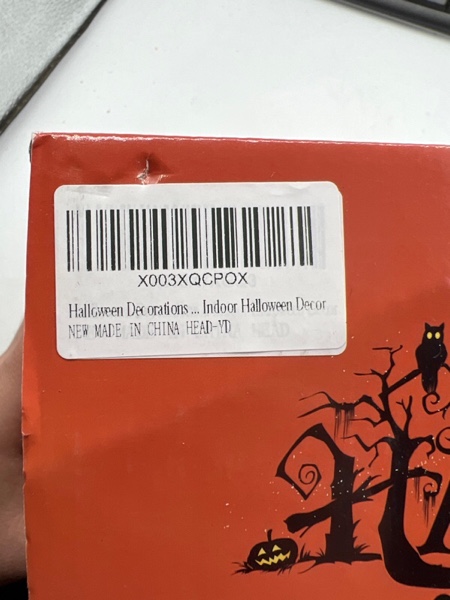 X003XQCPOX
Halloween Decorations ... Indoor Halloween Decor
NEW MADE IN CHINA HEAD-YD
H